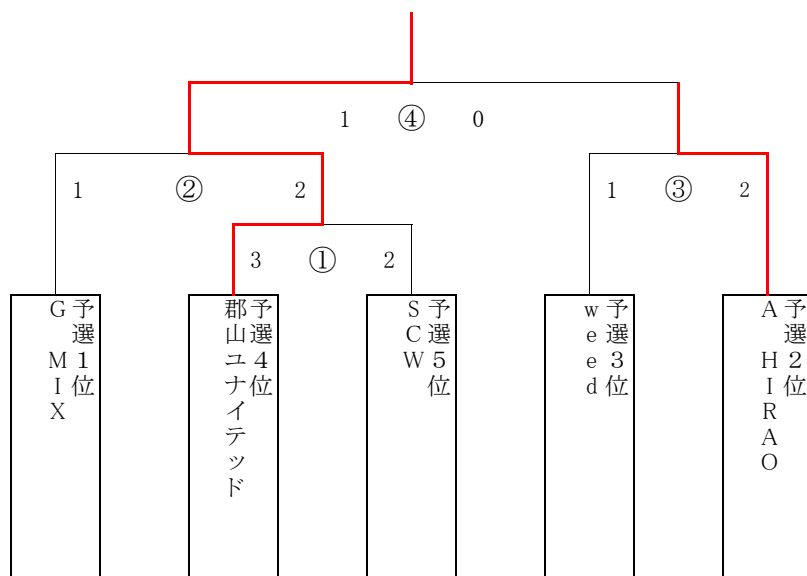 1 ④ 0
1 ② 2
1 ③ 2
3 ① 2
予選1位
G MIX
予選4位
郡山ユナイテッド
予選5位
SCW
予選3位
weed
予選2位
A HIRAO